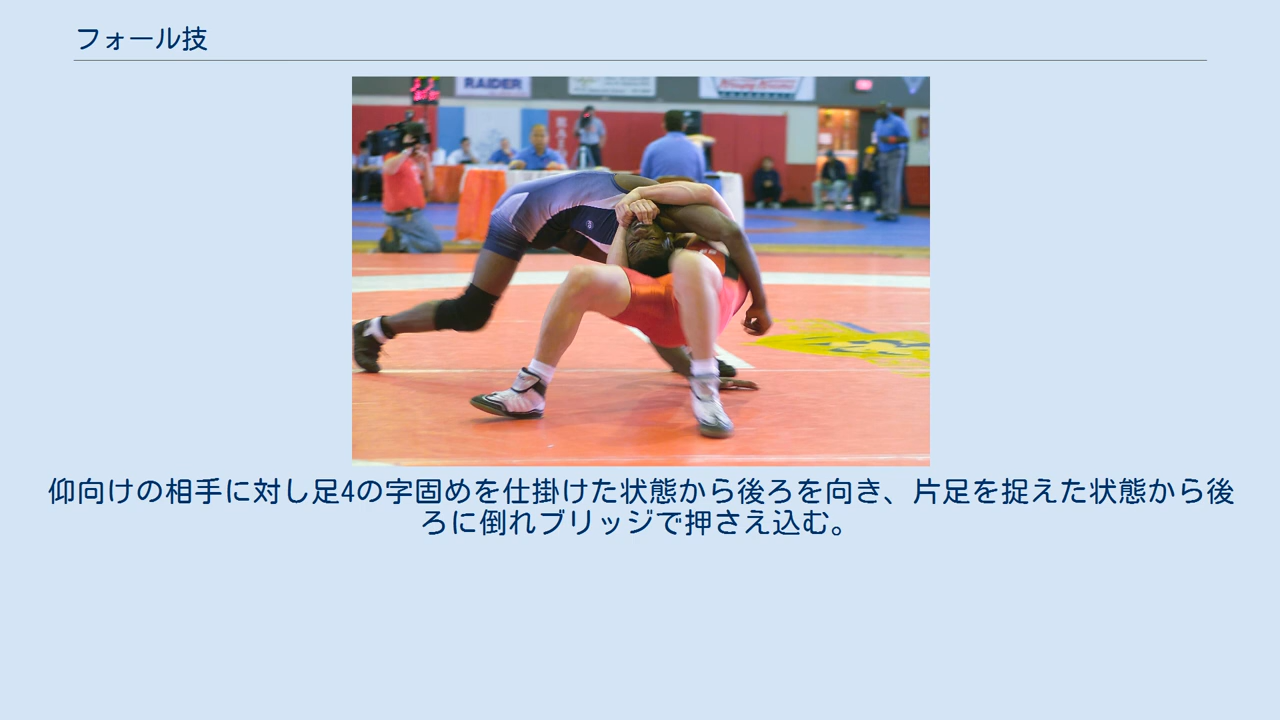 フォール技
RAIDER
仰向けの相手に対し足4の字固めを仕掛けた状態から後ろを向き、片足を捉えた状態から後
ろに倒れブリッジで押さえ込む。